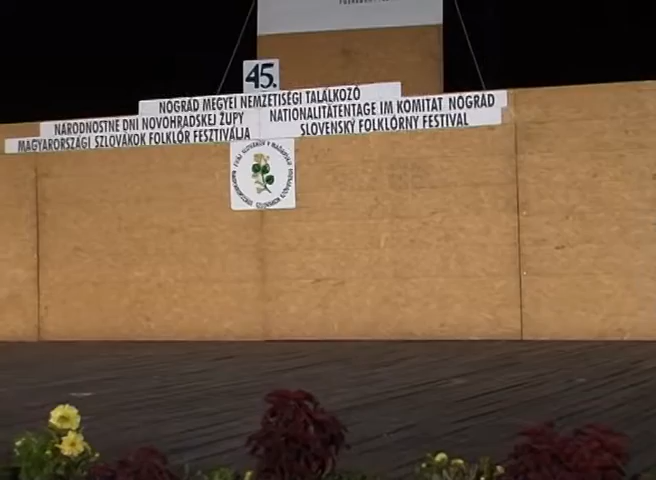 45.
NÓGRÁD MEGYEI NEMZETISÉGI TALÁLKOZÓ
NÁRODNOSTNÉ DNI NOVOHRADSKEJ ŽUPY NATIONALITÄTENTAGE IM KOMITAT NÓGRÁD
MAGYARORSZÁGI SZLOVÁKOK FOLKLÓR FESZTIVÁLJA SLOVENSKÝ FOLKLÓRNY FESTIVAL